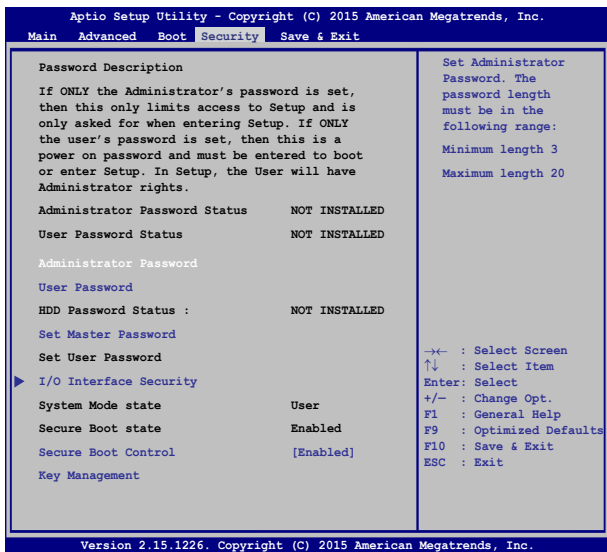 Aptio Setup Utility - Copyright (C) 2015 American Megatrends, Inc.
Main Advanced Boot Security Save & Exit
Password Description
If ONLY the Administrator's password is set,
then this only limits access to Setup and is
only asked for when entering Setup. If ONLY
the user's password is set, then this is a
power on password and must be entered to boot
or enter Setup. In Setup, the User will have
Administrator rights.
Administrator Password Status NOT INSTALLED
User Password Status NOT INSTALLED
Administrator Password
User Password
HDD Password Status : NOT INSTALLED
Set Master Password
Set User Password
I/O Interface Security
System Mode state User
Secure Boot state Enabled
Secure Boot Control [Enabled]
Key Management
Set Administrator
Password. The
password length
must be in the
following range:
Minimum length 3
Maximum length 20
→← : Select Screen
↑↓ : Select Item
Enter: Select
+/— : Change Opt.
F1 : General Help
F9 : Optimized Defaults
F10 : Save & Exit
ESC : Exit
Version 2.15.1226. Copyright (C) 2015 American Megatrends, Inc.